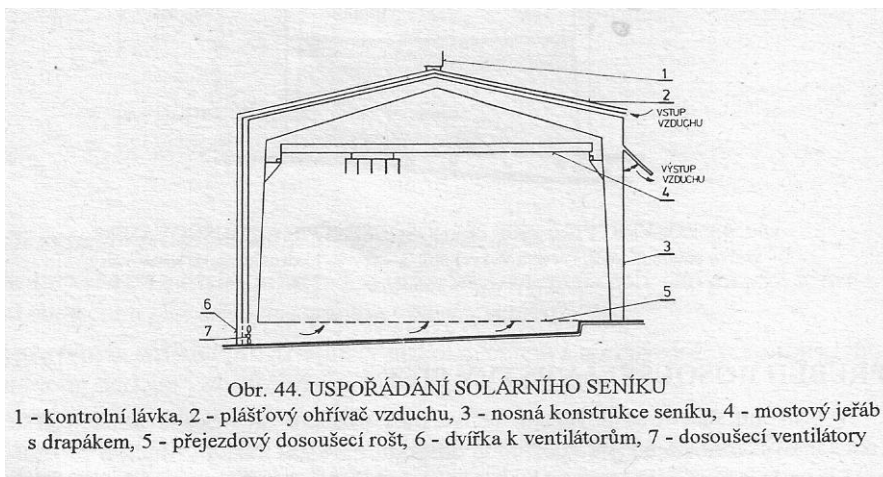 1
2
VSTUP
VZDUCHU
VÝSTUP
VZDUCHU
4
3
5
6
7
Obr. 44. USPOŘÁDÁNÍ SOLÁRNÍHO SENÍKU
1 - kontrolní lávka, 2 - plášťový ohřívač vzduchu, 3 - nosná konstrukce seníku, 4 - mostový jeřáb
s drapákem, 5 - přejezdový dosoušecí rošt, 6 - dvířka k ventilátorům, 7 - dosoušecí ventilátory